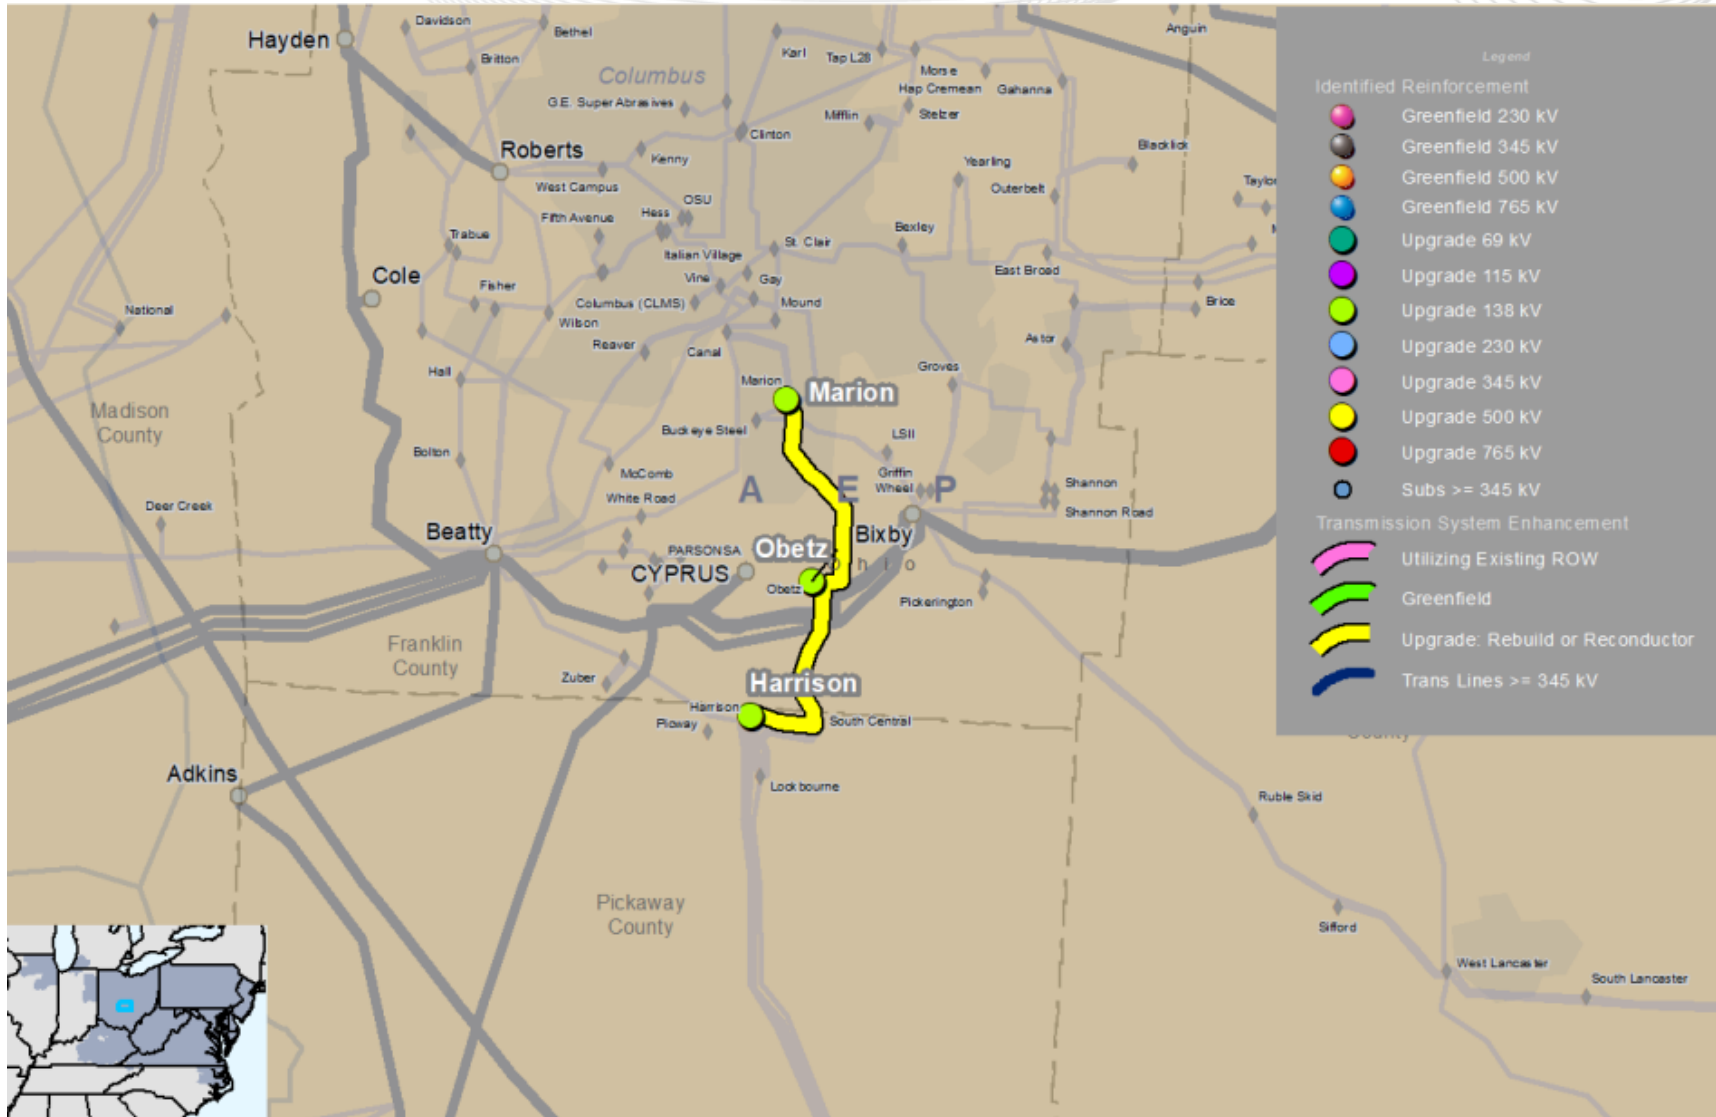 Hayden
Davidson
Bethel
Britton
Columbus
Karl
Tap L28
Anguin
Morse
Hap Cremean
Gahanna
G.E. Super Abrasives
Mifflin
Stelzer
Clinton
Roberts
Kenny
Blacklick
Yearling
West Campus
Outerbelt
OSU
Fifth Avenue
Hess
Trabue
St. Clair
Bexley
Italian Village
East Broad
Cole
Vine
Gay
Fisher
Columbus (CLMS)
Mound
Brice
National
Wilson
Reaver
Canal
Astor
Hall
Marion
Groves
Marion
Madison
County
Buckeye Steel
LSII
Bolton
McComb
Griffin
Wheel
A E P
Shannon
White Road
Shannon Road
Deer Creek
Beatty
Bixby
Obetz
PARSONSA
CYPRUS
Ohio
Obetz
Pickerington
Franklin
County
Zuber
Harrison
Harrison
Picway
South Central
County
Adkins
Lockbourne
Ruble Skid
Pickaway
County
Sifford
West Lancaster
South Lancaster
Legend
Identified Reinforcement
Greenfield 230 kV
Greenfield 345 kV
Greenfield 500 kV
Greenfield 765 kV
Upgrade 69 kV
Upgrade 115 kV
Upgrade 138 kV
Upgrade 230 kV
Upgrade 345 kV
Upgrade 500 kV
Upgrade 765 kV
Subs >= 345 kV
Transmission System Enhancement
Utilizing Existing ROW
Greenfield
Upgrade: Rebuild or Reconductor
Trans Lines >= 345 kV